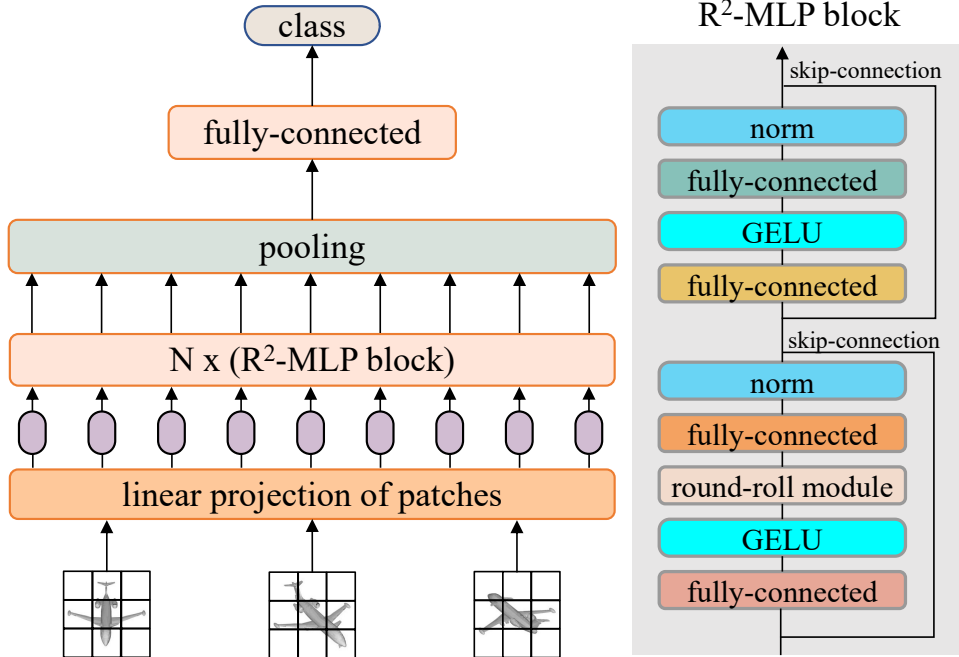 class
fully-connected
pooling
N x (R²-MLP block)
linear projection of patches
R²-MLP block
skip-connection
norm
fully-connected
GELU
fully-connected
skip-connection
norm
fully-connected
round-roll module
GELU
fully-connected